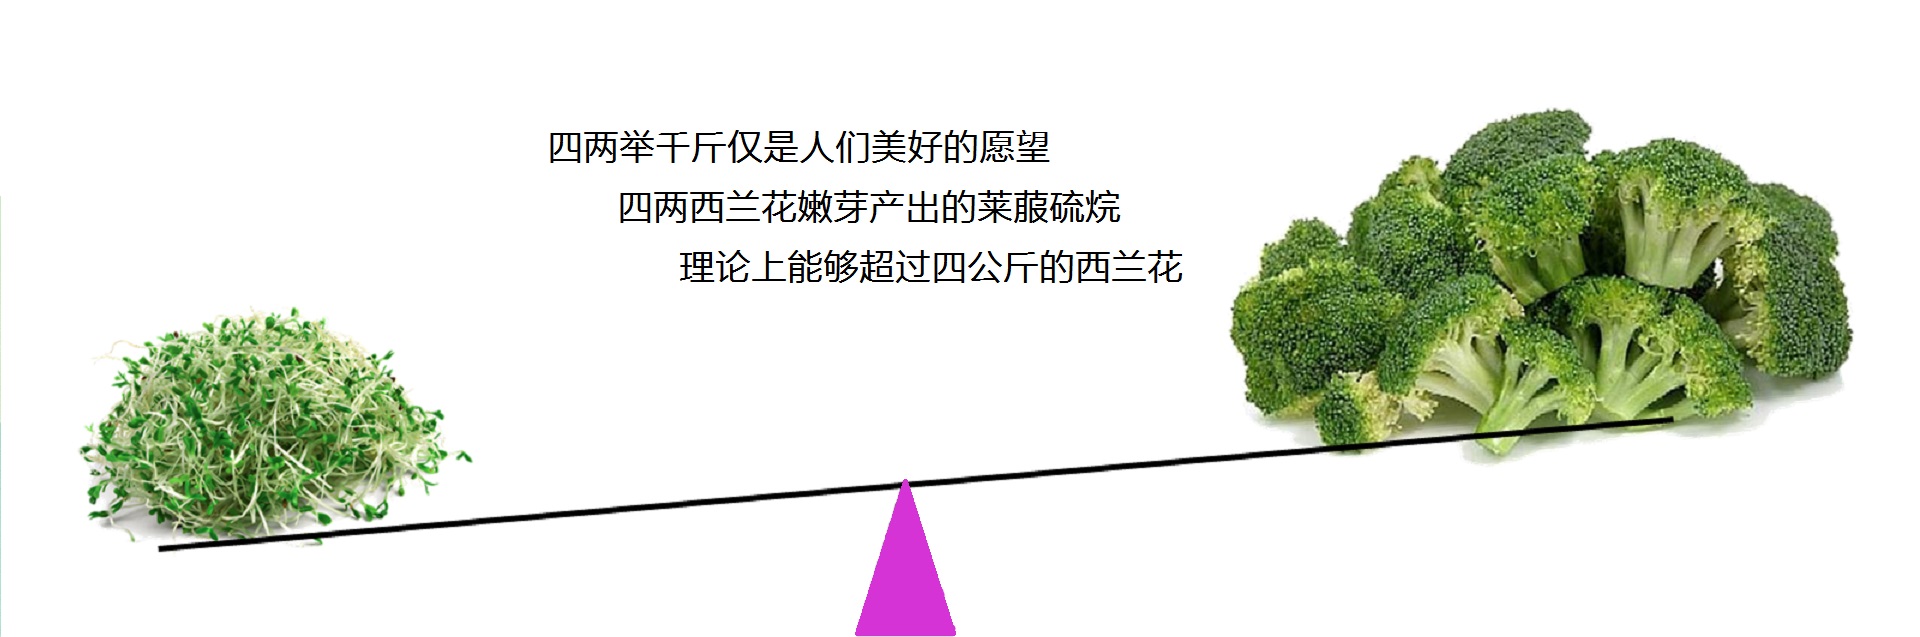 四两举千斤仅是人们美好的愿望
四两西兰花嫩芽产出的莱菔硫烷
理论上能够超过四公斤的西兰花